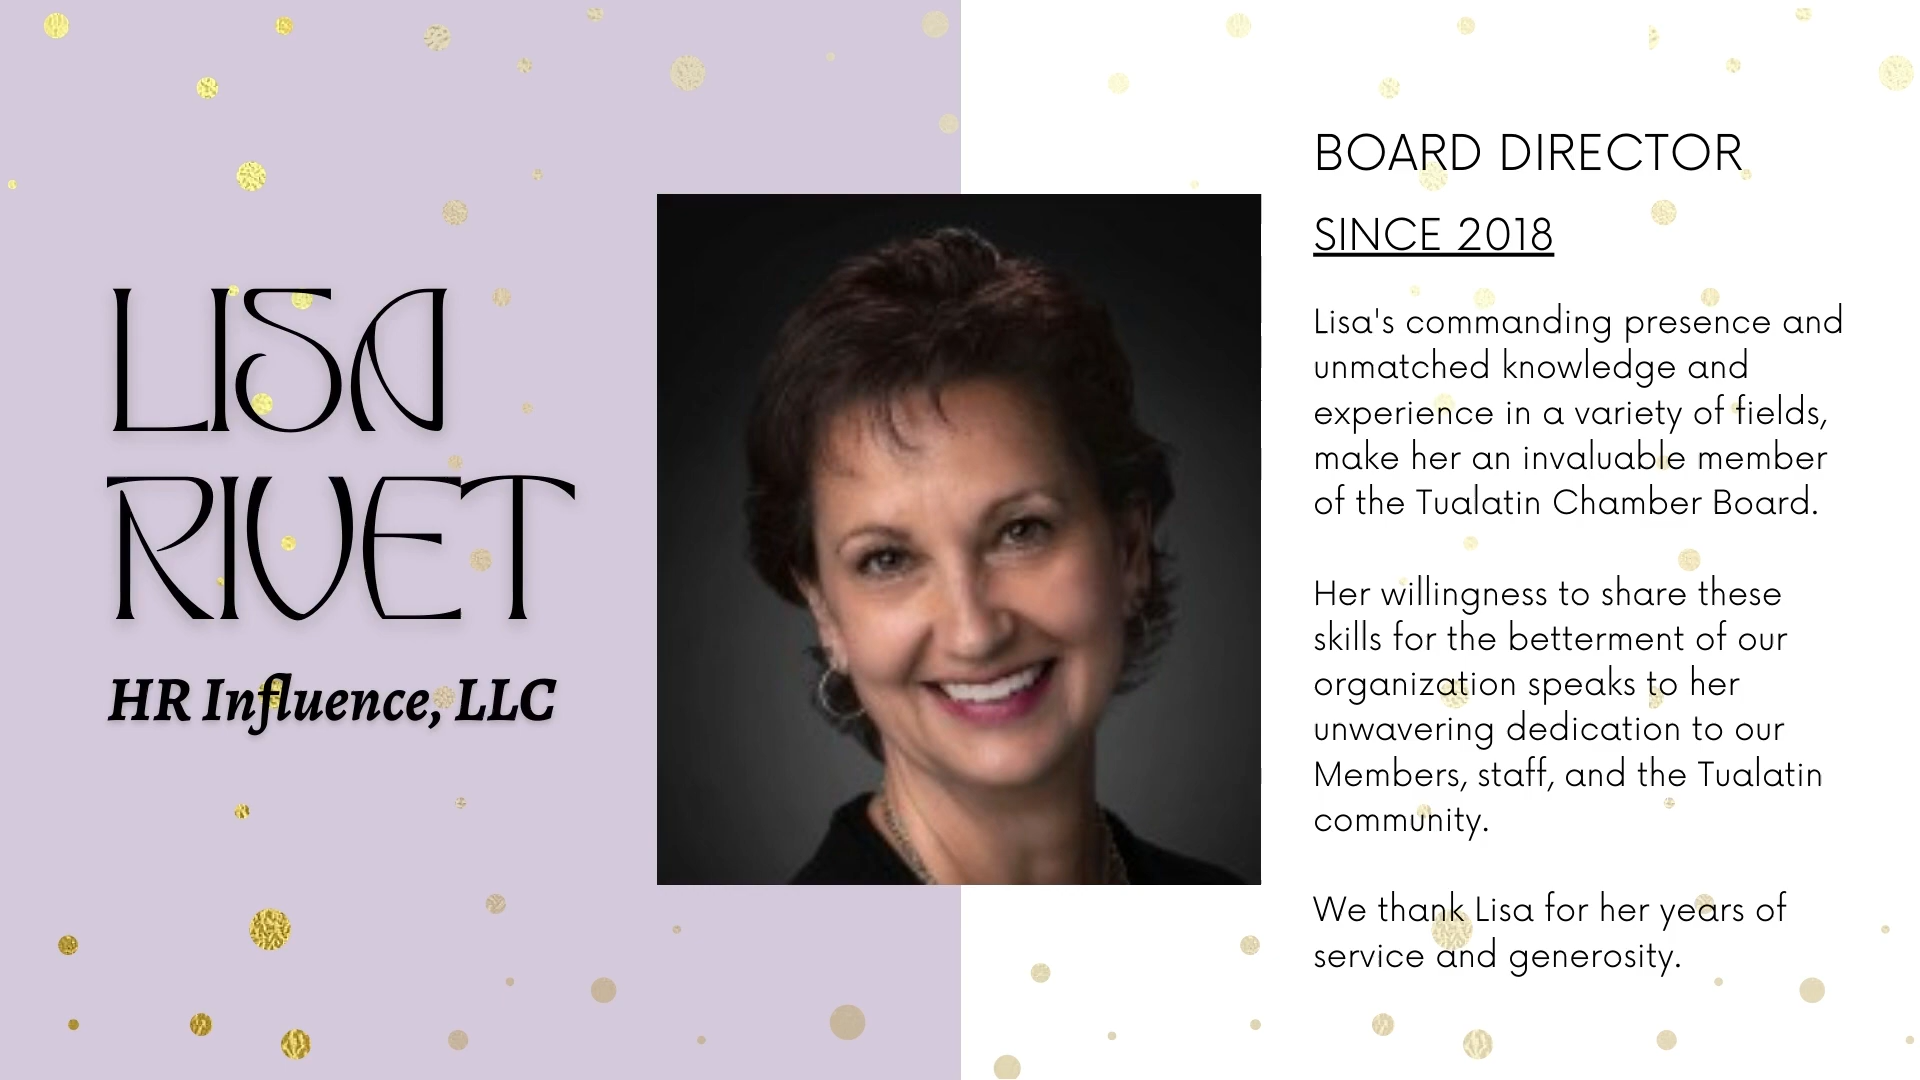 LISA
RIVET
HR Influence, LLC
BOARD DIRECTOR
SINCE 2018
Lisa's commanding presence and
unmatched knowledge and
experience in a variety of fields,
make her an invaluable member
of the Tualatin Chamber Board.
Her willingness to share these
skills for the betterment of our
organization speaks to her
unwavering dedication to our
Members, staff, and the Tualatin
community.
We thank Lisa for her years of
service and generosity.